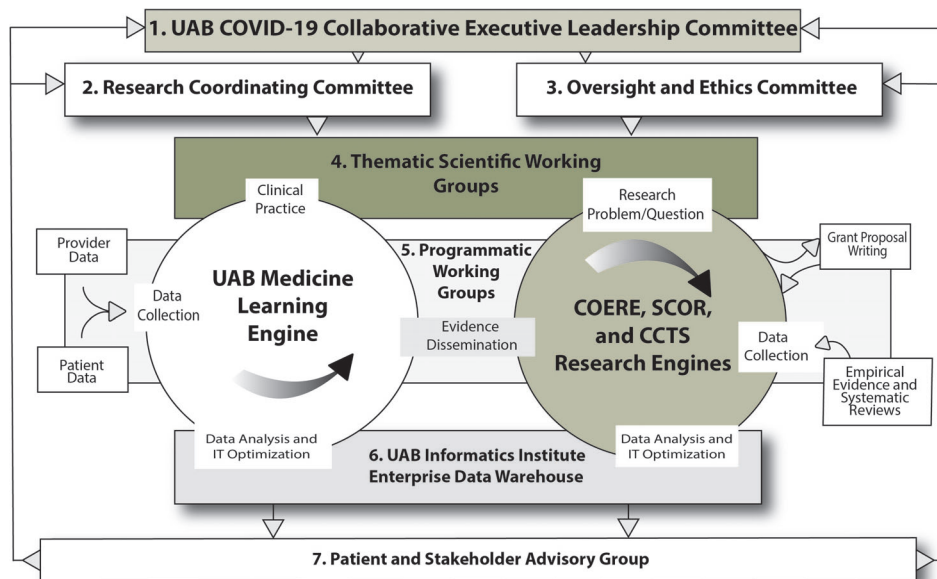 1. UAB COVID-19 Collaborative Executive Leadership Committee
2. Research Coordinating Committee
3. Oversight and Ethics Committee
4. Thematic Scientific Working
Groups
Clinical
Practice
Research
Problem/Question
Provider
Data
5. Programmatic
Working
Groups
Grant Proposal
Writing
UAB Medicine
Learning
Engine
Data
Collection
COERE, SCOR,
and CCTS
Research Engines
Evidence
Dissemination
Data
Collection
Patient
Data
Empirical
Evidence and
Systematic
Reviews
Data Analysis and
IT Optimization
Data Analysis and
IT Optimization
6. UAB Informatics Institute
Enterprise Data Warehouse
7. Patient and Stakeholder Advisory Group